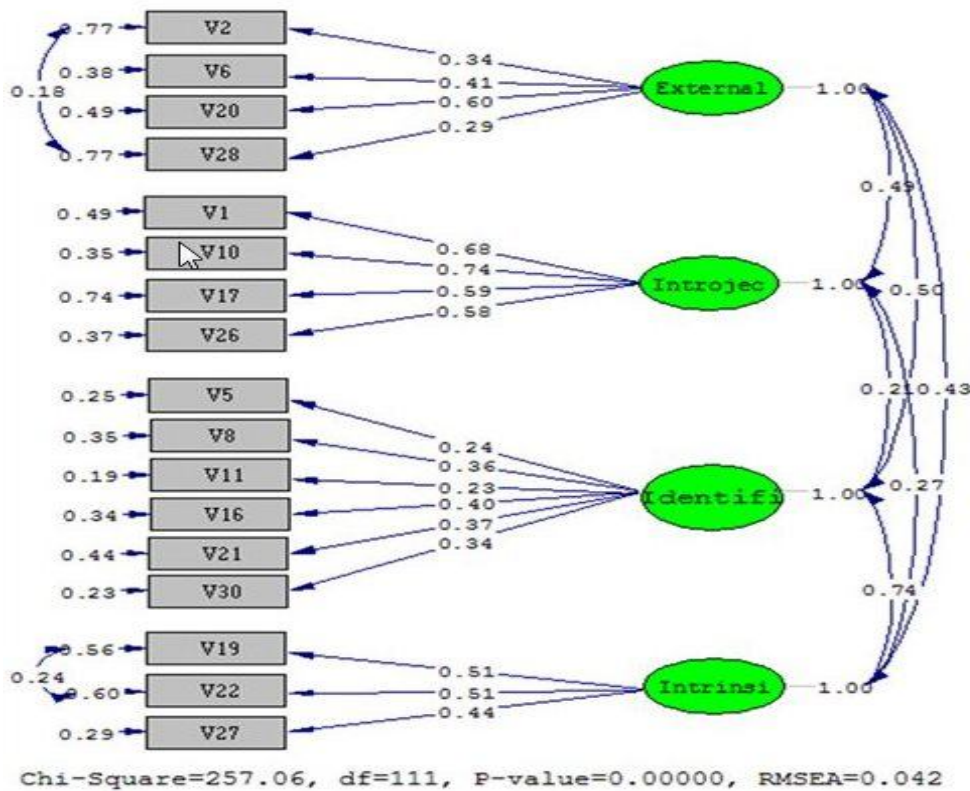 0.77 V2
0.34
0.38 V6
0.41
External 1.00
0.18
0.49 V20
0.60
0.77 V28
0.29
0.49 V1
0.49
0.68
0.35 V10
0.74
Introjec 1.00
0.50
0.74 V17
0.59
0.37 V26
0.58
0.25 V5
0.21 0.43
0.35 V8
0.24
0.36
0.19 V11
0.23
Identifi 1.00
0.27
0.34 V16
0.40
0.37
0.44 V21
0.34
0.23 V30
0.74
0.56 V19
0.24
0.51
0.60 V22
0.51
Intrinsi 1.00
0.44
0.29 V27
Chi-Square=257.06, df=111, P-value=0.00000, RMSEA=0.042